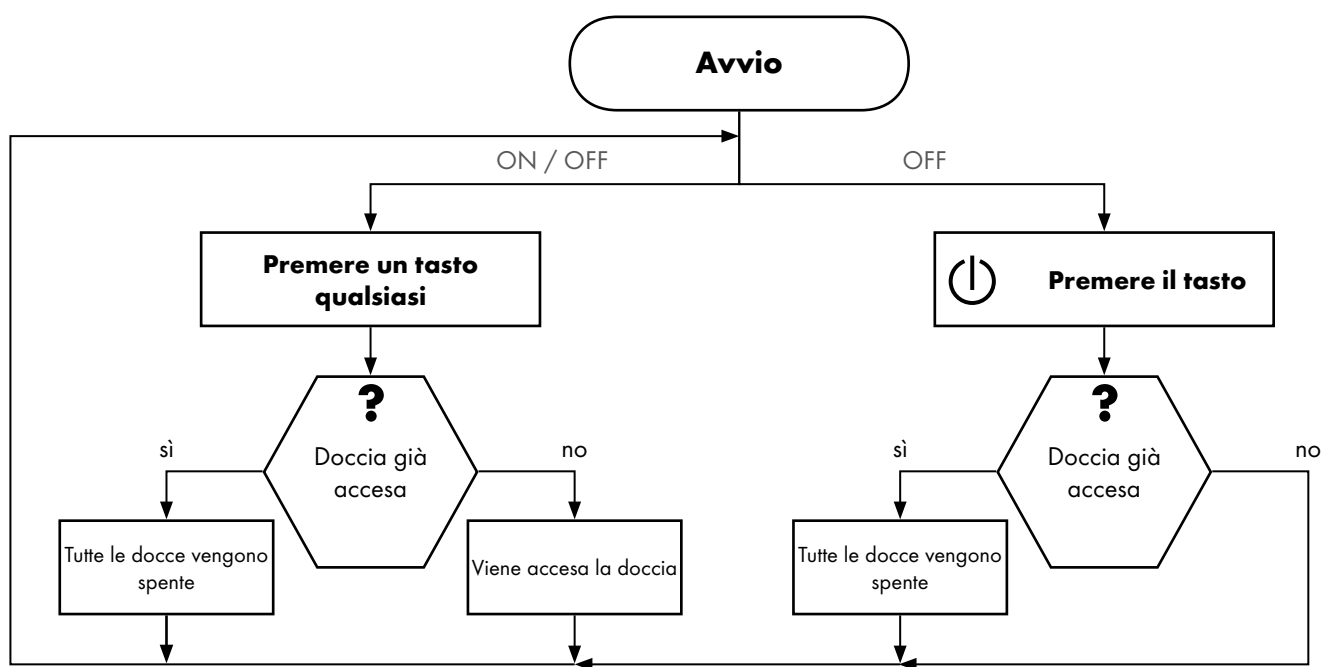 Avvio
ON / OFF
OFF
Premere un tasto
qualsiasi
Premere il tasto
?
Doccia già
accesa
sì
no
?
Doccia già
accesa
sì
no
Tutte le docce vengono
spente
Viene accesa la doccia
Tutte le docce vengono
spente